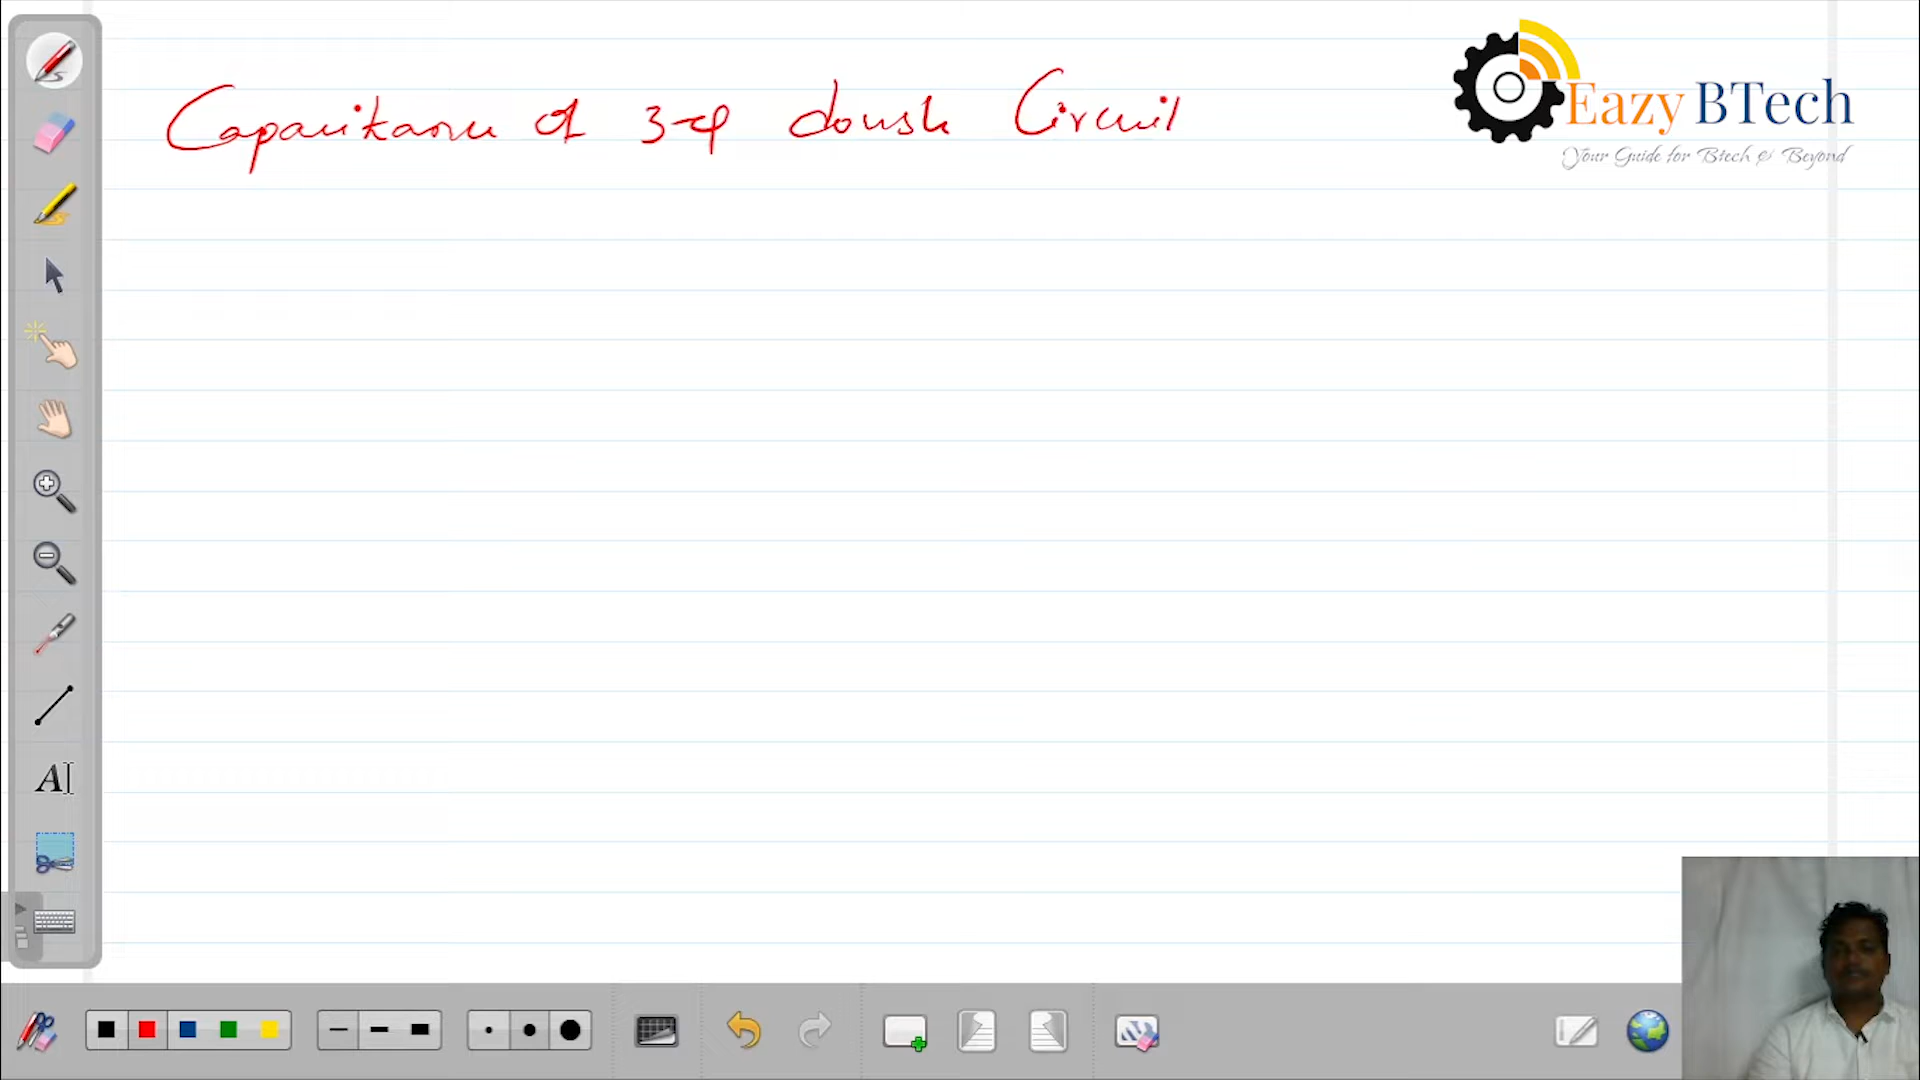 Capacitance of 3-φ double Circuit
Eazy BTech
Your Guide for Btech & Beyond
A